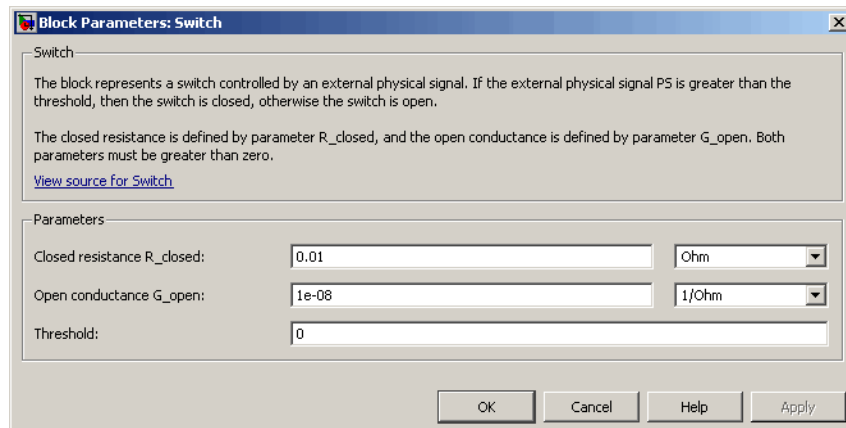 Block Parameters: Switch
Switch
The block represents a switch controlled by an external physical signal. If the external physical signal PS is greater than the
threshold, then the switch is closed, otherwise the switch is open.
The closed resistance is defined by parameter R_closed, and the open conductance is defined by parameter G_open. Both
parameters must be greater than zero.
View source for Switch
Parameters
Closed resistance R_closed: 0.01 Ohm
Open conductance G_open: 1e-08 1/Ohm
Threshold: 0
OK Cancel Help Apply